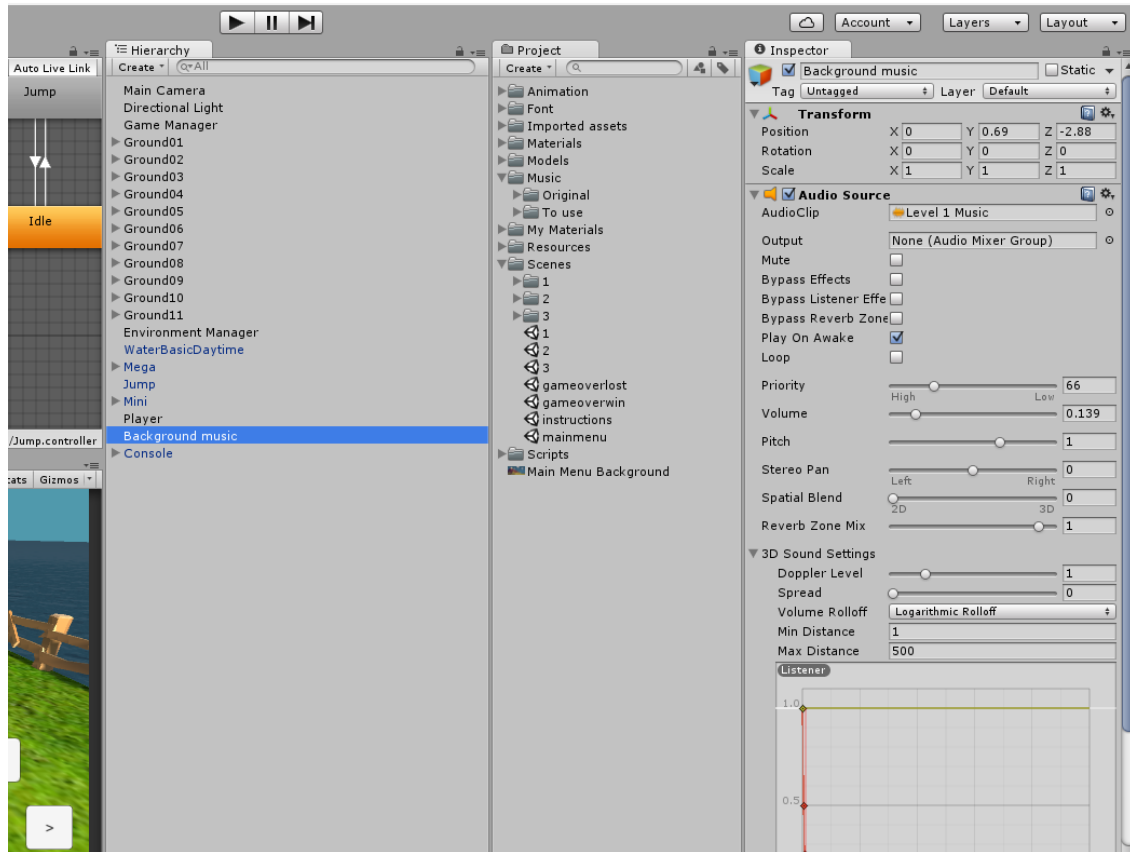 Account
Layers
Layout
Auto Live Link
Jump
Idle
/Jump.controller
tats Gizmos
>
Hierarchy
Create
All
Main Camera
Directional Light
Game Manager
Ground01
Ground02
Ground03
Ground04
Ground05
Ground06
Ground07
Ground08
Ground09
Ground10
Ground11
Environment Manager
WaterBasicDaytime
Mega
Jump
Mini
Player
Background music
Console
Project
Create
Animation
Font
Imported assets
Materials
Models
Music
Original
To use
My Materials
Resources
Scenes
1
2
3
1
2
3
gameoverlost
gameoverwin
instructions
mainmenu
Scripts
Main Menu Background
Inspector
Background music Static
Tag Untagged Layer Default
Transform
Position X 0 Y 0.69 Z -2.88
Rotation X 0 Y 0 Z 0
Scale X 1 Y 1 Z 1
Audio Source
AudioClip Level 1 Music
Output None (Audio Mixer Group)
Mute
Bypass Effects
Bypass Listener Effe
Bypass Reverb Zone
Play On Awake
Loop
Priority 66
High Low
Volume 0.139
Pitch 1
Stereo Pan 0
Left Right
Spatial Blend 0
2D 3D
Reverb Zone Mix 1
3D Sound Settings
Doppler Level 1
Spread 0
Volume Rolloff Logarithmic Rolloff
Min Distance 1
Max Distance 500
Listener
1.0
0.5